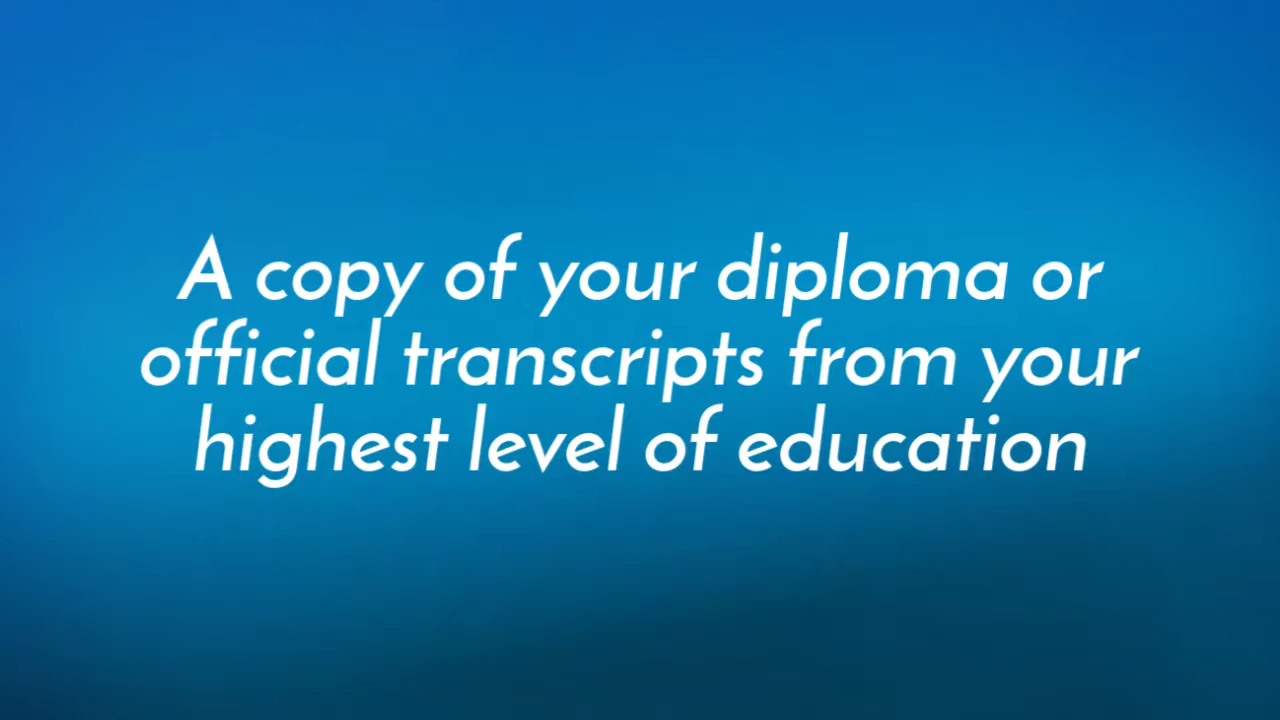 A copy of your diploma or
official transcripts from your
highest level of education